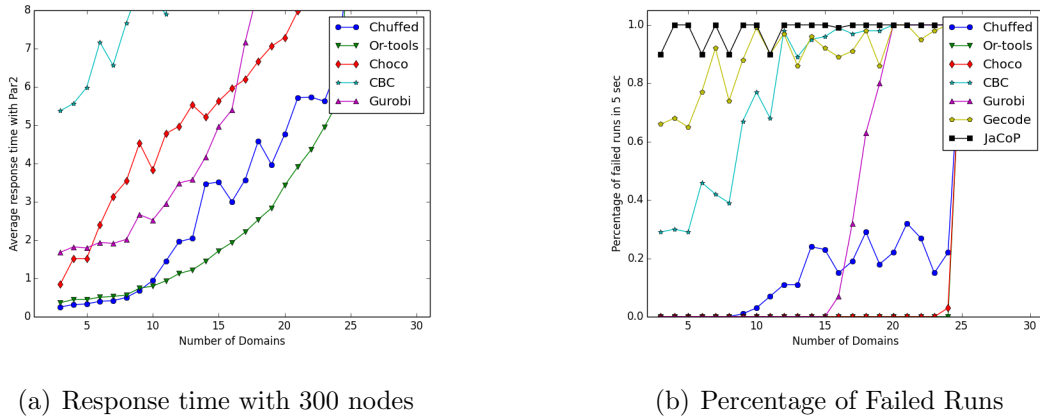 Average response time with Par2
8
7
6
5
4
3
2
1
0
5
10
15
20
25
30
Number of Domains
Chuffed
Or-tools
Choco
CBC
Gurobi
(a) Response time with 300 nodes
Percentage of failed runs in 5 sec
1.0
0.8
0.6
0.4
0.2
0.0
5
10
15
20
25
30
Number of Domains
Chuffed
Or-tools
Choco
CBC
Gurobi
Gecode
JaCoP
(b) Percentage of Failed Runs